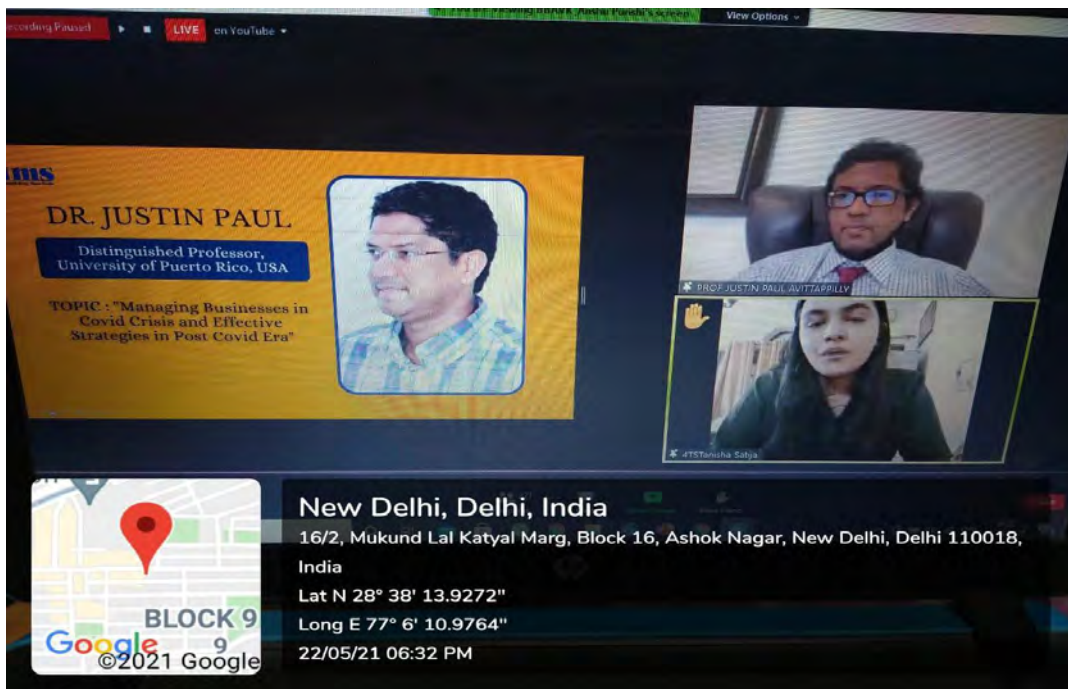 Recording Paused
LIVE on YouTube
View Options
ims
DR. JUSTIN PAUL
Distinguished Professor,
University of Puerto Rico, USA
TOPIC : "Managing Businesses in
Covid Crisis and Effective
Strategies in Post Covid Era"
PROF JUSTIN PAUL AVITTAPPILLY
4TSTanisha Satja
New Delhi, Delhi, India
16/2, Mukund Lal Katyal Marg, Block 16, Ashok Nagar, New Delhi, Delhi 110018,
India
Lat N 28° 38' 13.9272"
Long E 77° 6' 10.9764"
22/05/21 06:32 PM
BLOCK 9
9
Google
©2021 Google